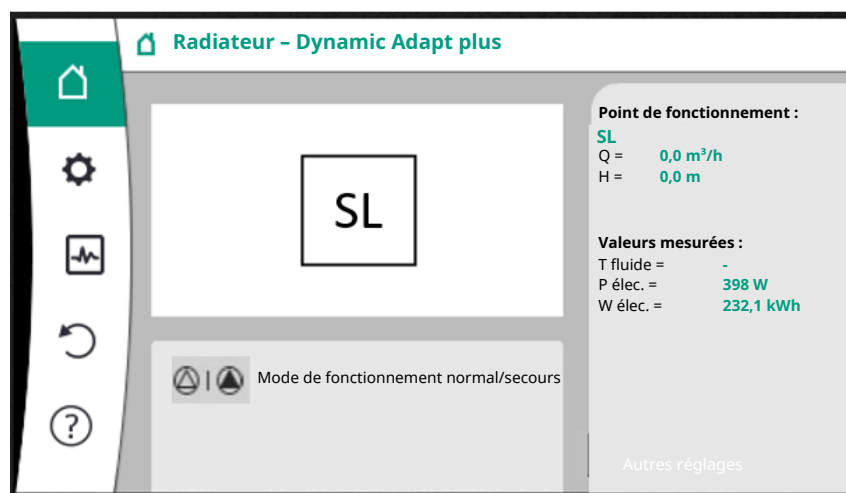 Radiateur – Dynamic Adapt plus
SL
Mode de fonctionnement normal/secours
Point de fonctionnement :
SL
Q = 0,0 m³/h
H = 0,0 m
Valeurs mesurées :
T fluide = -
P élec. = 398 W
W élec. = 232,1 kWh
Autres réglages